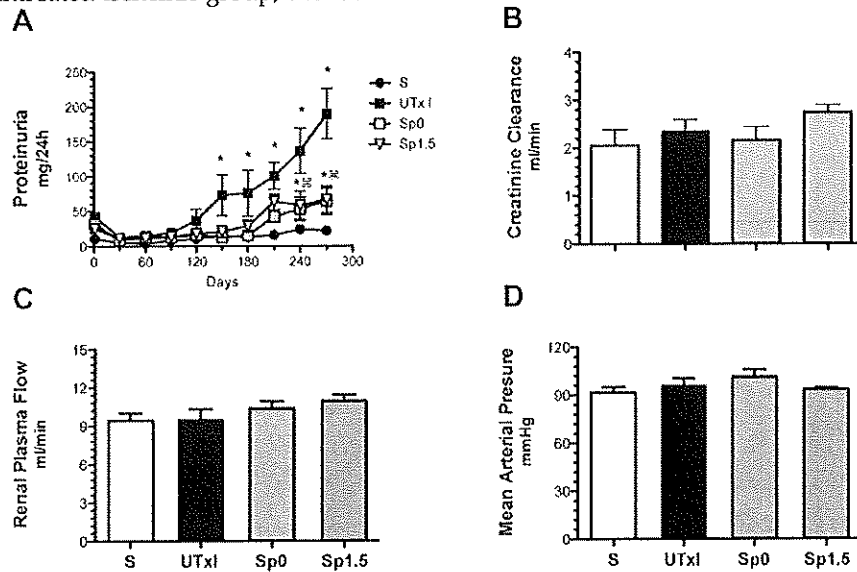 A
250
200
150
100
50
0
Proteinuria
mg/24h
* * * * * *⌘ *⌘
S
UTxI
Sp0
Sp1.5
0 60 120 180 240 300
Days
B
4
3
2
1
0
Creatinine Clearance
ml/min
C
15
12
9
6
3
0
Renal Plasma Flow
ml/min
S UTxI Sp0 Sp1.5
D
120
90
60
30
0
Mean Arterial Presure
mmHg
S UTxI Sp0 Sp1.5